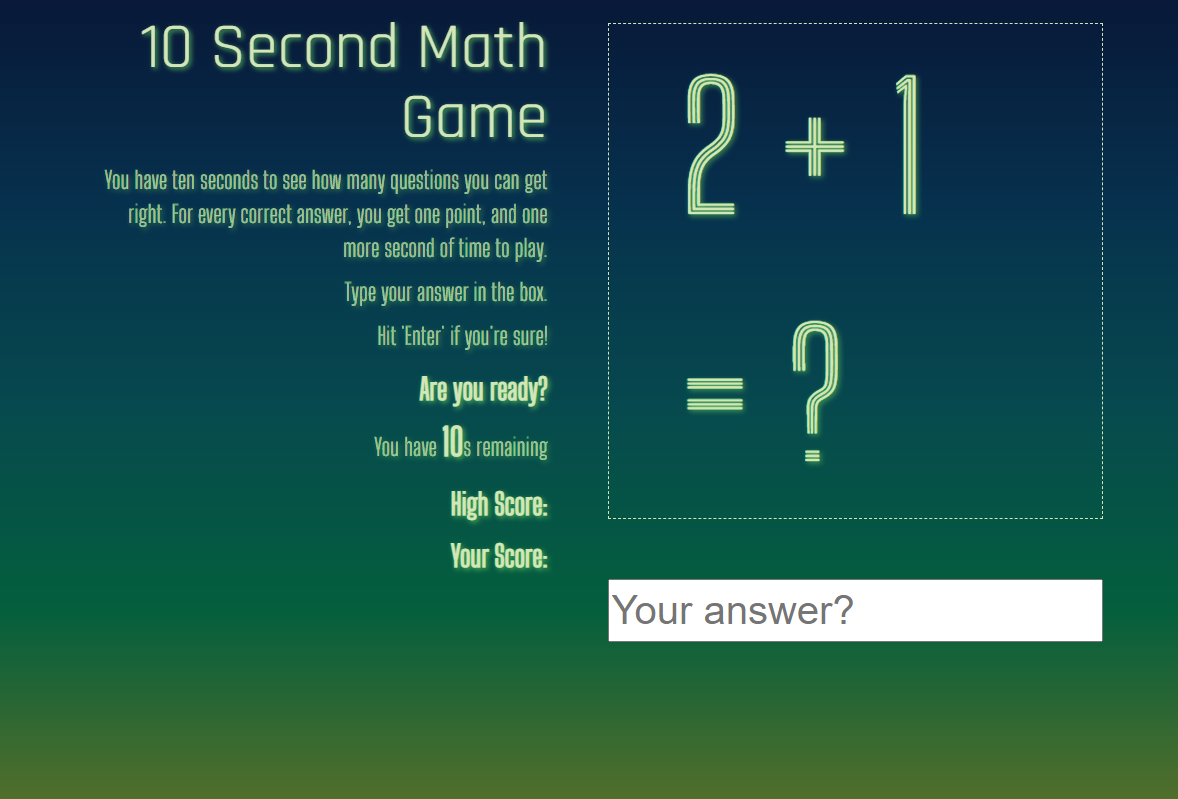 10 Second Math
Game
You have ten seconds to see how many questions you can get
right. For every correct answer, you get one point, and one
more second of time to play.
Type your answer in the box.
Hit 'Enter' if you're sure!
Are you ready?
You have 10s remaining
High Score:
Your Score:
2 + 1
= ?
Your answer?